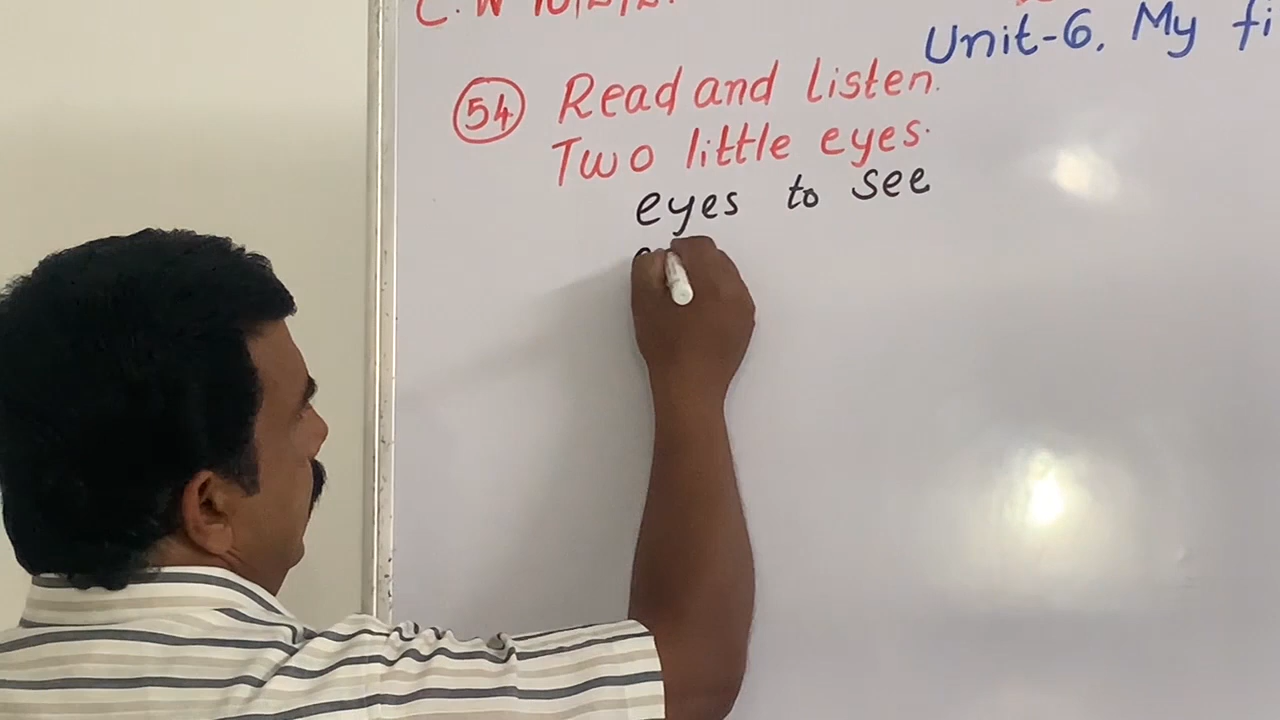 C.W
Unit-6. My fi
54 Read and listen.
Two little eyes.
eyes to see